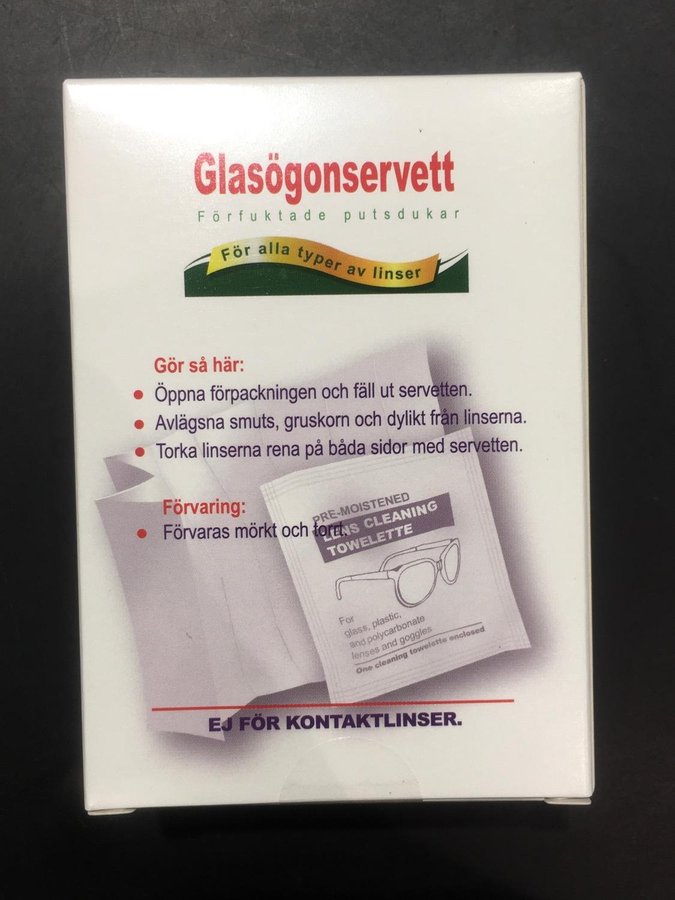 Glasögonservett
Förfuktade putsdukar
För alla typer av linser
Gör så här:
Öppna förpackningen och fäll ut servetten.
Avlägsna smuts, gruskorn och dylikt från linserna.
Torka linserna rena på båda sidor med servetten.
Förvaring:
Förvaras mörkt och torrt.
PRE-MOISTENED
LENS CLEANING
TOWELETTE
For
glass, plastic,
and polycarbonate
lenses and goggles
One cleaning towelette enclosed
EJ FÖR KONTAKTLINSER.